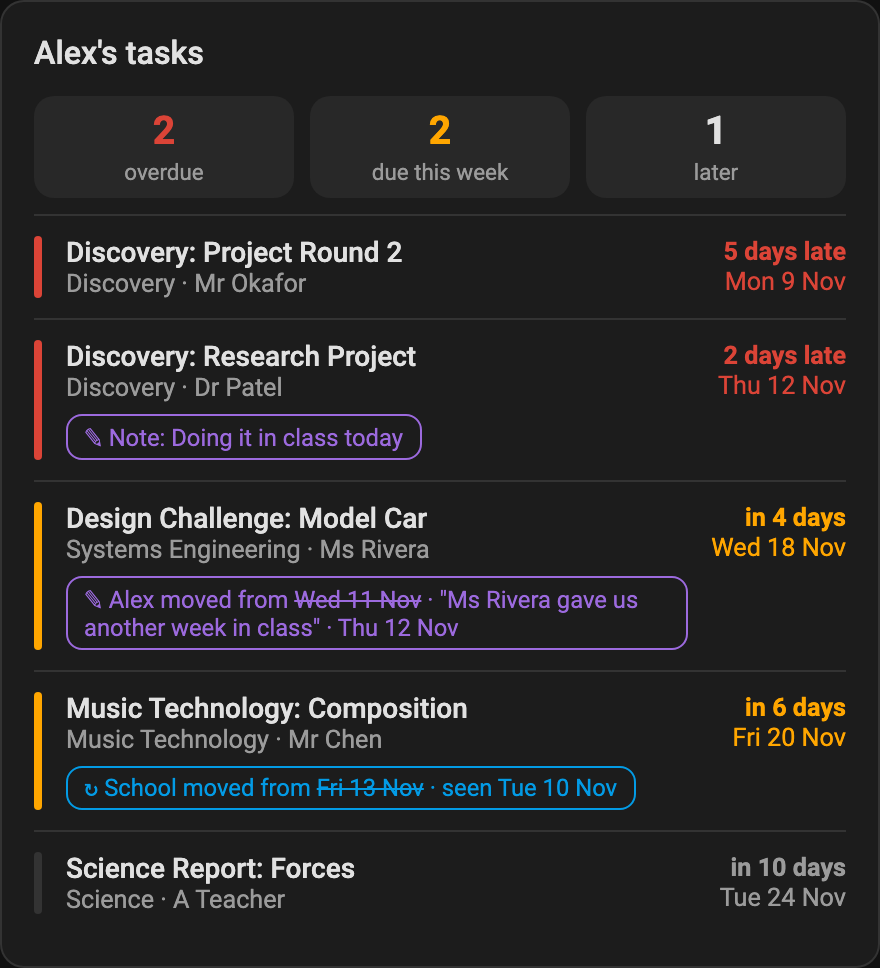 Alex's tasks
2
overdue
2
due this week
1
later
Discovery: Project Round 2
5 days late
Discovery · Mr Okafor
Mon 9 Nov
Discovery: Research Project
2 days late
Discovery · Dr Patel
Thu 12 Nov
✎ Note: Doing it in class today
Design Challenge: Model Car
in 4 days
Systems Engineering · Ms Rivera
Wed 18 Nov
✎ Alex moved from Wed 11 Nov · "Ms Rivera gave us
another week in class" · Thu 12 Nov
Music Technology: Composition
in 6 days
Music Technology · Mr Chen
Fri 20 Nov
↻ School moved from Fri 13 Nov · seen Tue 10 Nov
Science Report: Forces
in 10 days
Science · A Teacher
Tue 24 Nov